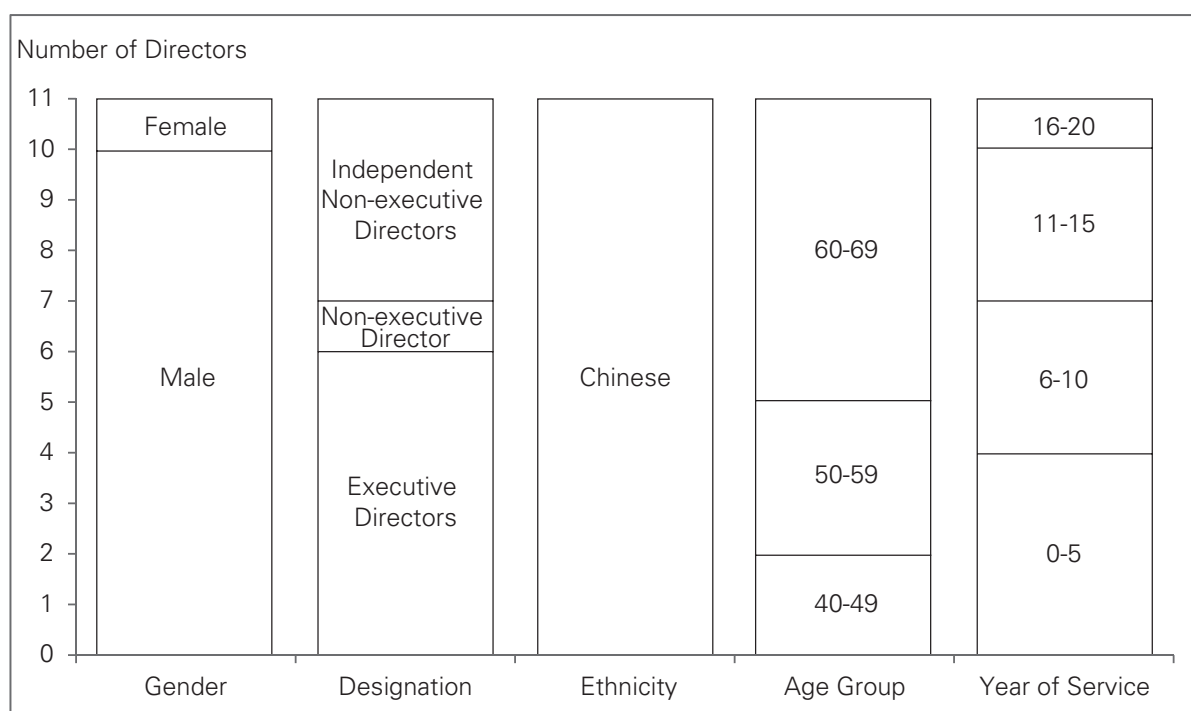 Number of Directors
11
10
9
8
7
6
5
4
3
2
1
0
Female
Male
Independent
Non-executive
Directors
Non-executive
Director
Executive
Directors
Chinese
60-69
50-59
40-49
16-20
11-15
6-10
0-5
Gender
Designation
Ethnicity
Age Group
Year of Service